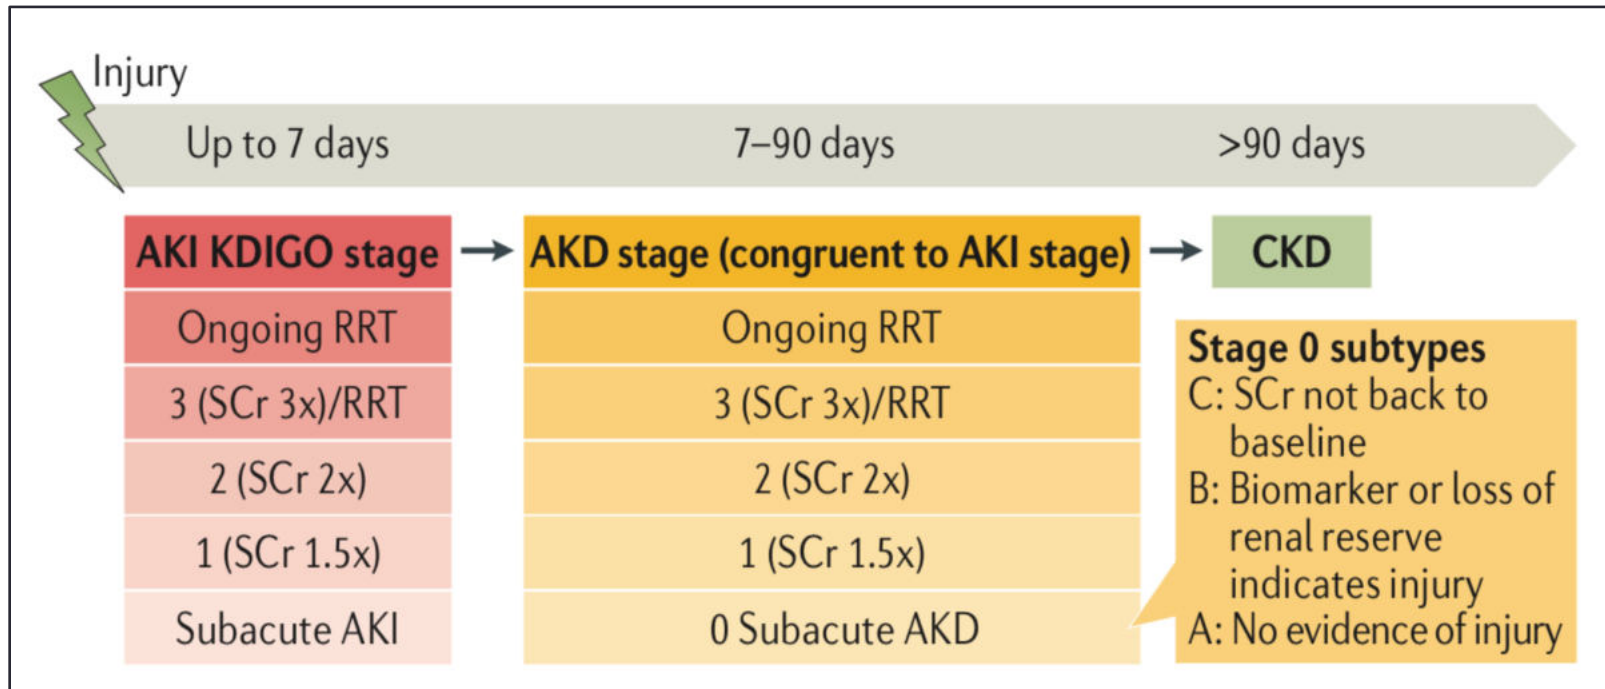 Injury
Up to 7 days
7–90 days
>90 days
AKI KDIGO stage
AKD stage (congruent to AKI stage)
CKD
Ongoing RRT
Ongoing RRT
3 (SCr 3x)/RRT
3 (SCr 3x)/RRT
2 (SCr 2x)
2 (SCr 2x)
1 (SCr 1.5x)
1 (SCr 1.5x)
Subacute AKI
0 Subacute AKD
Stage 0 subtypes
C: SCr not back to
baseline
B: Biomarker or loss of
renal reserve
indicates injury
A: No evidence of injury